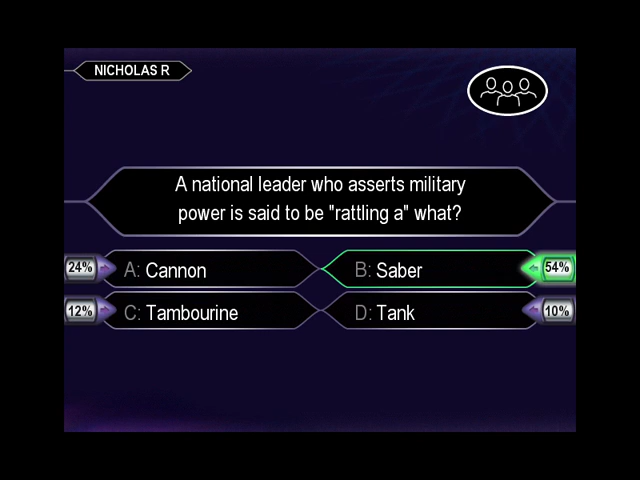 NICHOLAS R
A national leader who asserts military
power is said to be "rattling a" what?
24% A: Cannon
B: Saber 54%
12% C: Tambourine
D: Tank 10%